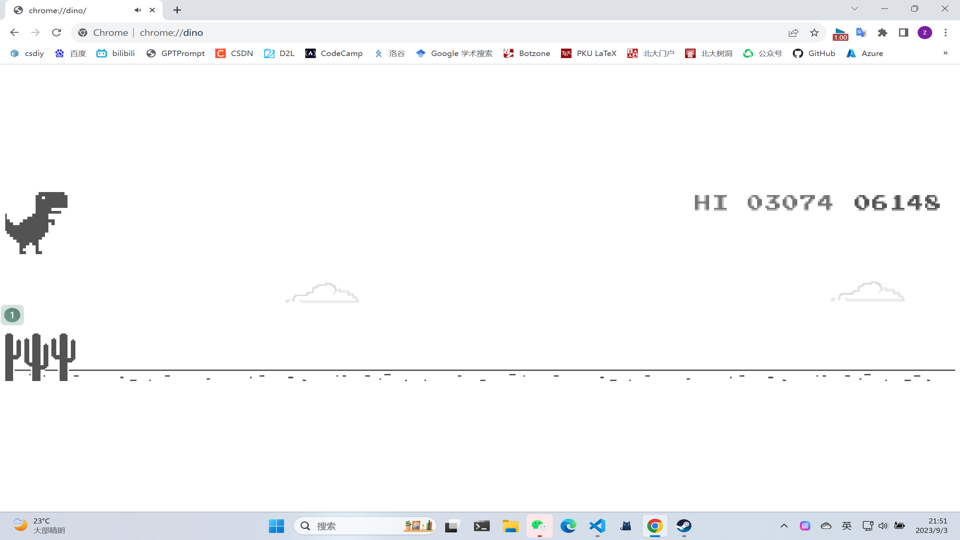 chrome://dino/
Chrome | chrome://dino
1.00
z
csdiy 百度 bilibili GPTPrompt CSDN D2L CodeCamp 洛谷 Google 学术搜索 Botzone PKU LaTeX 北大门户 北大树洞 公众号 GitHub Azure »
HI 03074 06148
1
23°C
大部晴朗
搜索
英
21:51
2023/9/3